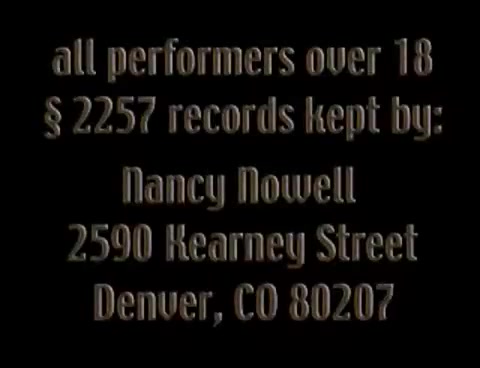 all performers over 18
§ 2257 records kept by:
Nancy Nowell
2590 Kearney Street
Denver, CO 80207